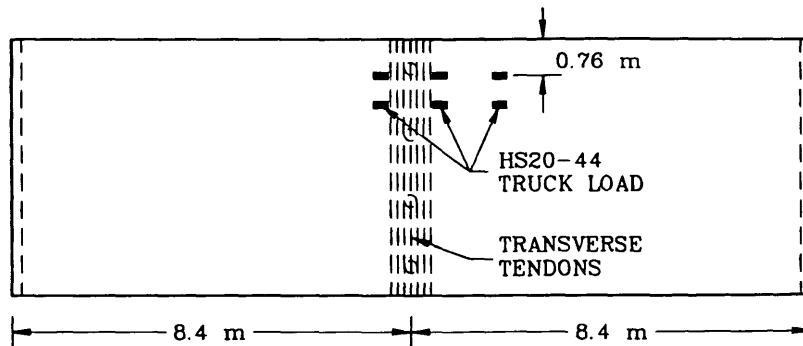 0.76 m
HS20-44
TRUCK LOAD
TRANSVERSE
TENDONS
8.4 m
8.4 m